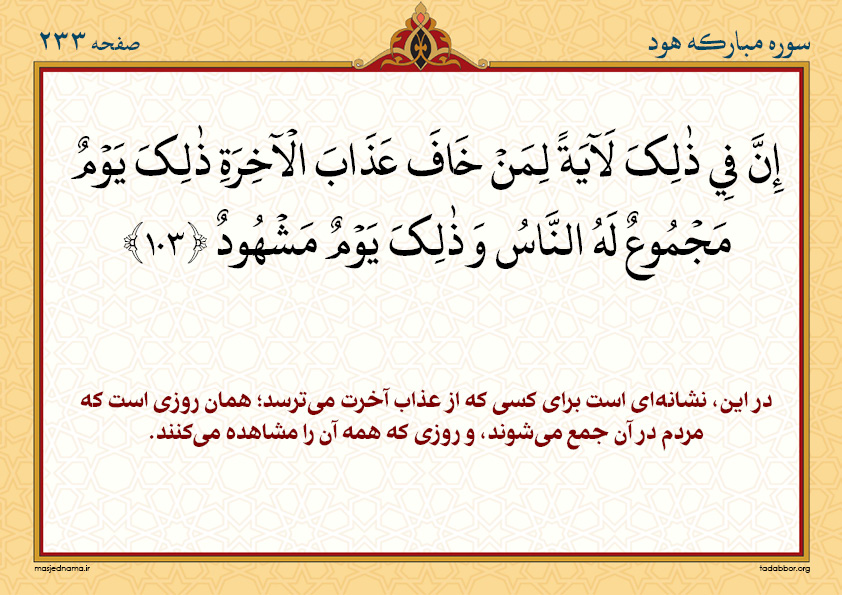 سوره مبارکه هود
صفحه ۲۳۳
إِنَّ فِي ذَٰلِکَ لَآيَةً لِمَنْ خَافَ عَذَابَ الْآخِرَةِ ذَٰلِکَ يَوْمٌ
مَجْمُوعٌ لَهُ النَّاسُ وَ ذَٰلِکَ يَوْمٌ مَشْهُودٌ ﴿۱۰۳﴾
در این، نشانه‌ای است برای کسی که از عذاب آخرت می‌ترسد؛ همان روزی است که
مردم در آن جمع می‌شوند، و روزی که همه آن را مشاهده می‌کنند.
masjednama.ir
tadabbor.org